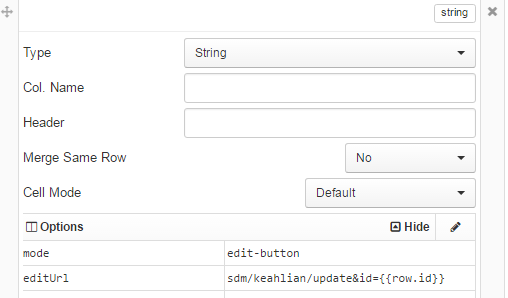 string
Type String
Col. Name
Header
Merge Same Row No
Cell Mode Default
Options Hide
mode edit-button
editUrl sdm/keahlian/update&id={{row.id}}